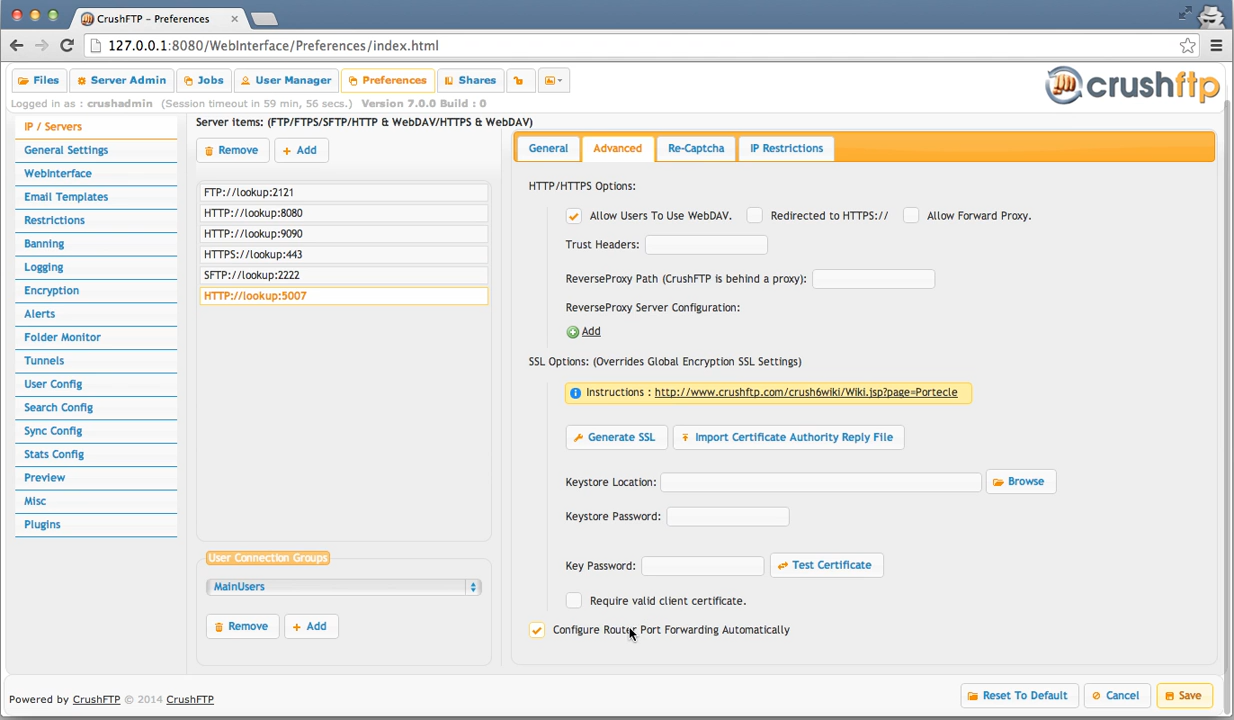 CrushFTP – Preferences
127.0.0.1:8080/WebInterface/Preferences/index.html
Files Server Admin Jobs User Manager Preferences Shares
crushftp
Logged in as : crushadmin (Session timeout in 59 min, 56 secs.) Version 7.0.0 Build : 0
IP / Servers
General Settings
WebInterface
Email Templates
Restrictions
Banning
Logging
Encryption
Alerts
Folder Monitor
Tunnels
User Config
Search Config
Sync Config
Stats Config
Preview
Misc
Plugins
Server items: (FTP/FTPS/SFTP/HTTP & WebDAV/HTTPS & WebDAV)
Remove Add
FTP://lookup:2121
HTTP://lookup:8080
HTTP://lookup:9090
HTTPS://lookup:443
SFTP://lookup:2222
HTTP://lookup:5007
User Connection Groups
MainUsers
Remove Add
General Advanced Re-Captcha IP Restrictions
HTTP/HTTPS Options:
Allow Users To Use WebDAV. Redirected to HTTPS:// Allow Forward Proxy.
Trust Headers:
ReverseProxy Path (CrushFTP is behind a proxy):
ReverseProxy Server Configuration:
Add
SSL Options: (Overrides Global Encryption SSL Settings)
Instructions : http://www.crushftp.com/crush6wiki/Wiki.jsp?page=Portecle
Generate SSL Import Certificate Authority Reply File
Keystore Location: Browse
Keystore Password:
Key Password: Test Certificate
Require valid client certificate.
Configure Router Port Forwarding Automatically
Powered by CrushFTP © 2014 CrushFTP
Reset To Default Cancel Save